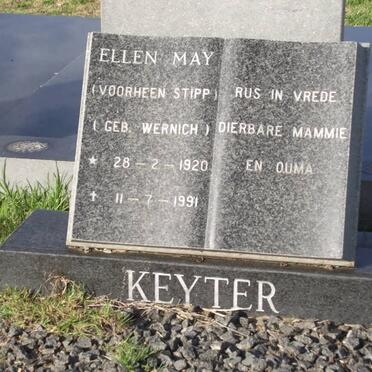 ELLEN MAY
(VOORHEEN STIPP)
(GEB. WERNICH)
* 28-2-1920
✝ 11-7-1991
RUS IN VREDE
DIERBARE MAMMIE
EN OUMA
KEYTER